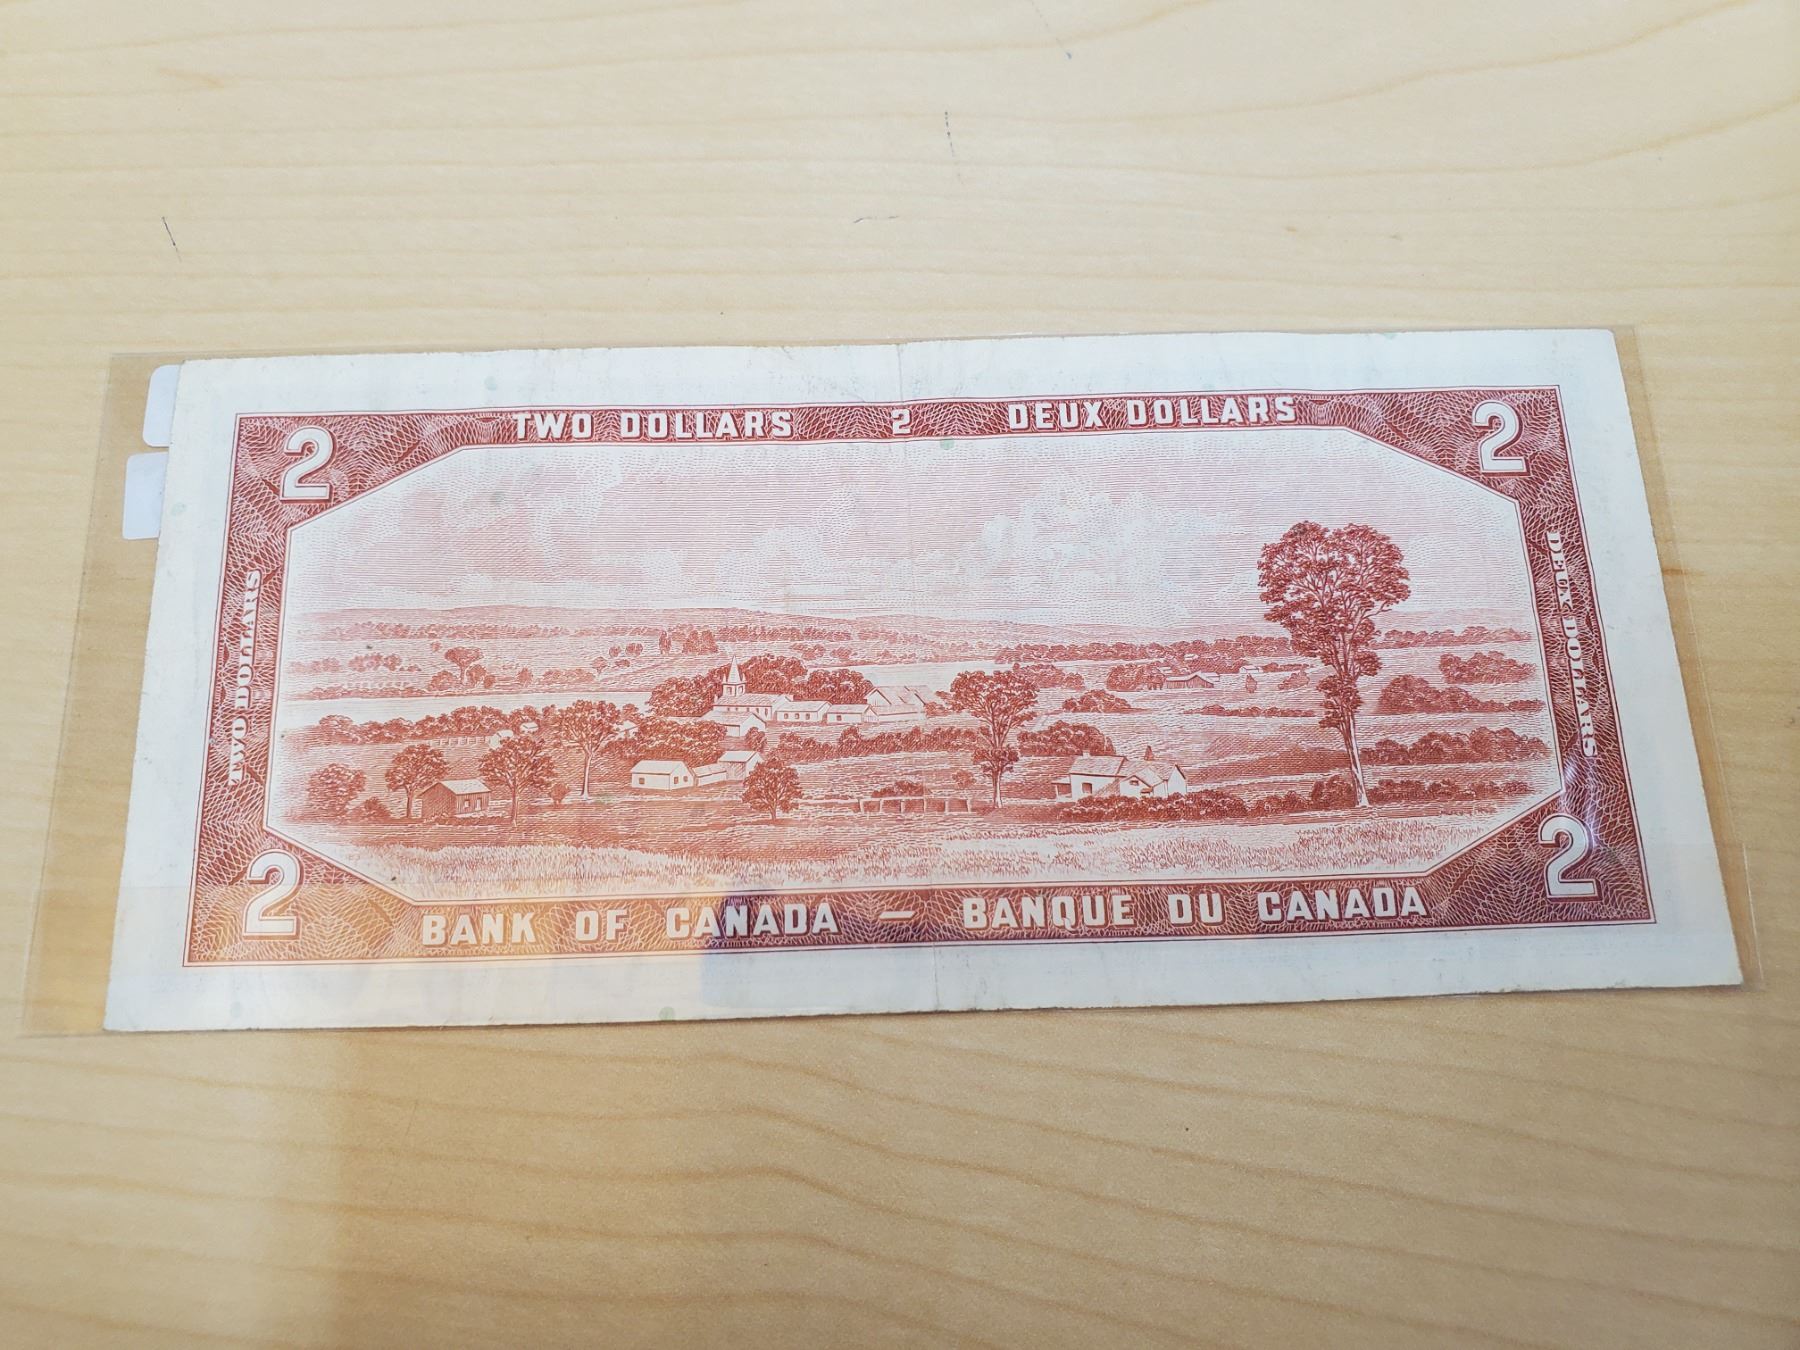 TWO DOLLARS 2 DEUX DOLLARS
2
2
TWO DOLLARS
DEUX DOLLARS
2
2
BANK OF CANADA — BANQUE DU CANADA